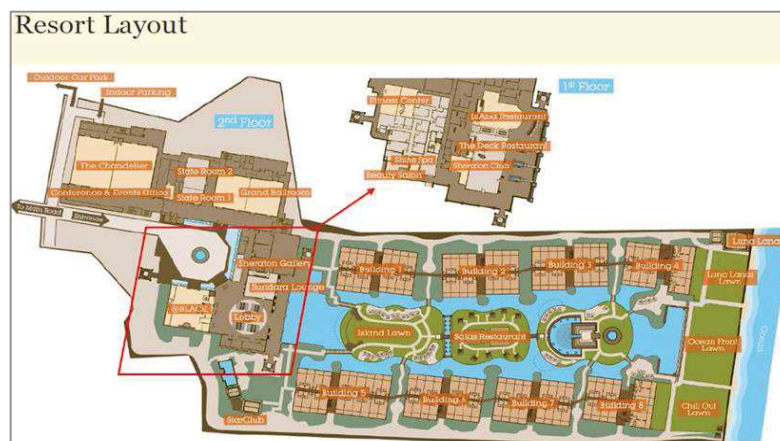 Resort Layout
Outdoor Car Park
Indoor Parking
2nd Floor
1st Floor
Fitness Center
InAzia Restaurant
The Deck Restaurant
Shine Spa
Sheraton Club
Beauty Salon
The Chandelier
State Room 2
Conference & Events Office
State Room 1
Grand Ballroom
To Main Road
Entrance
Sheraton Gallery
Sundara Lounge
@BLACK
Lobby
Building 1
Building 2
Building 3
Building 4
Luna Lanai
Luna Lanai
Lawn
Island Lawn
Salas Restaurant
Ocean Front
Lawn
Ocean
Building 5
Building 6
Building 7
Building 8
Chill Out
Lawn
StarClub